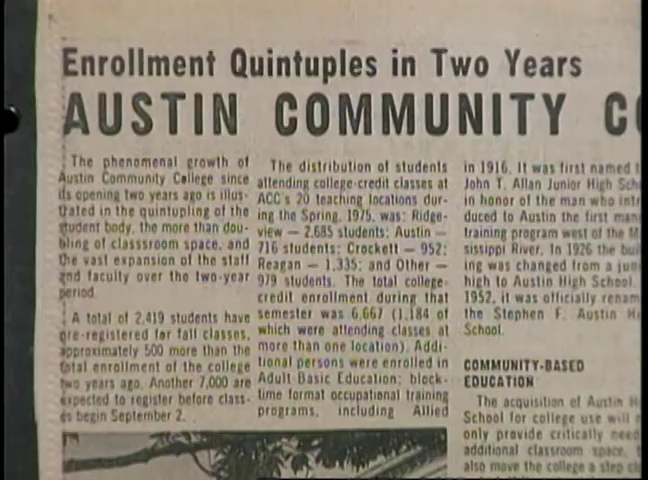 Enrollment Quintuples in Two Years
AUSTIN COMMUNITY
The phenomenal growth of
Austin Community College since
its opening two years ago is illus-
trated in the quintupling of the
student body, the more than dou-
bling of classsroom space, and
the vast expansion of the staff
and faculty over the two-year
period.
A total of 2,419 students have
pre-registered for fall classes,
approximately 500 more than the
total enrollment of the college
two years ago. Another 7,000 are
expected to register before class-
es begin September 2.
The distribution of students
attending college-credit classes at
ACC's 20 teaching locations dur-
ing the Spring, 1975, was: Ridge-
view — 2,685 students; Austin —
716 students; Crockett — 952;
Reagan — 1,335; and Other —
979 students. The total college-
credit enrollment during that
semester was 6,667 (1,184 of
which were attending classes at
more than one location). Addi-
tional persons were enrolled in
Adult Basic Education; block-
time format occupational training
programs, including Allied
in 1916. It was first named
John T. Allan Junior High
in honor of the man who
duced to Austin the first
training program west of the
sissippi River. In 1926 the
ing was changed from a
high to Austin High School.
1952, it was officially
the Stephen F. Austin
School.
COMMUNITY-BASED
EDUCATION
The acquisition of Austin
School for college use will
only provide critically
additional classroom space,
also move the college a step